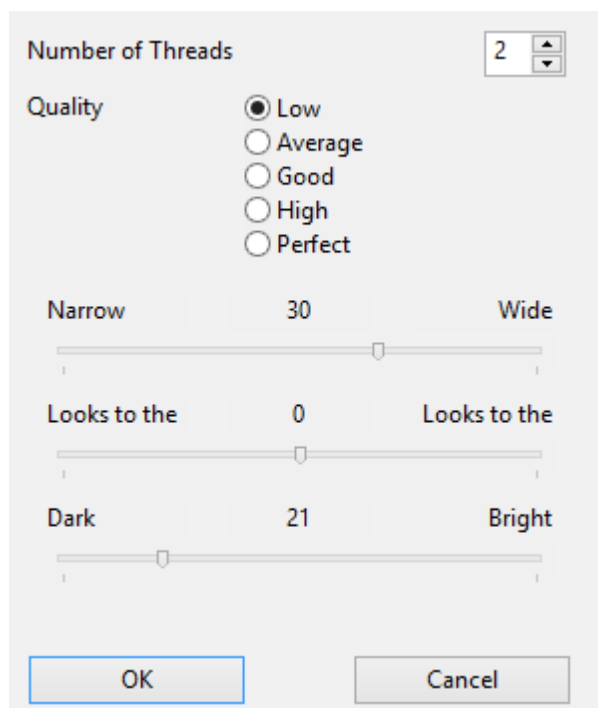 Number of Threads 2
Quality Low
Average
Good
High
Perfect
Narrow 30 Wide
Looks to the 0 Looks to the
Dark 21 Bright
OK Cancel